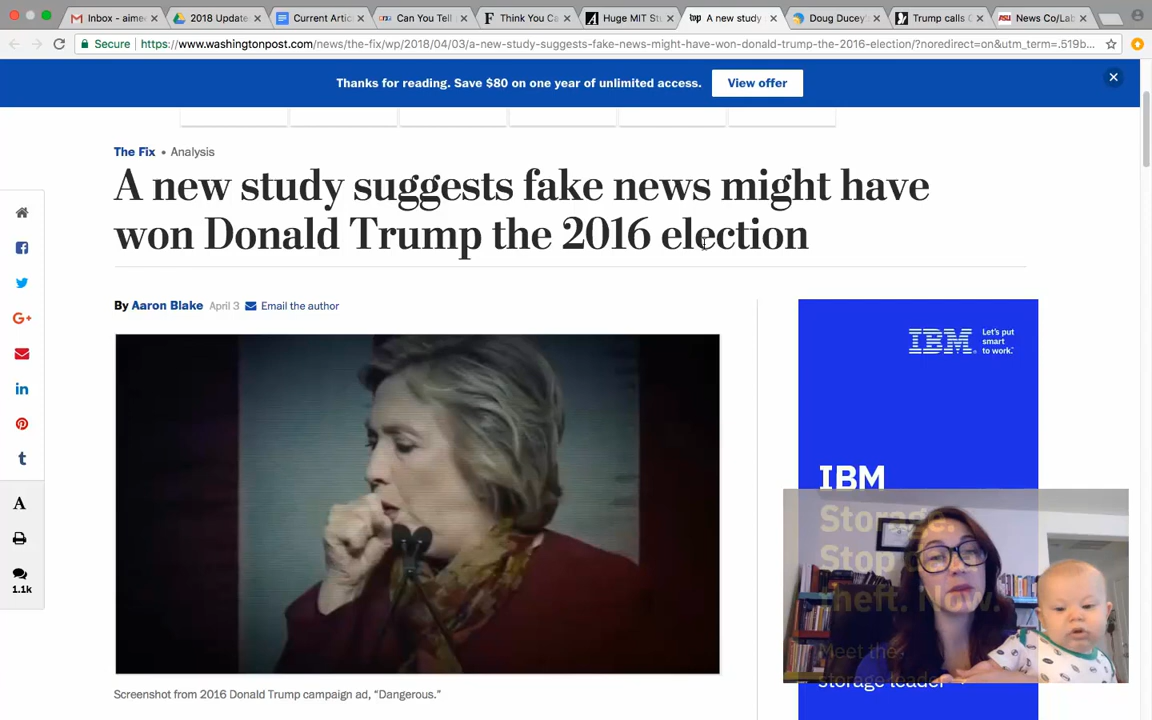 Inbox - aime
2018 Update
Current Artic
Can You Tell
Think You Ca
Huge MIT Stu
A new study
Doug Ducey
Trump calls
News Co/Lab
Secure
https://www.washingtonpost.com/news/the-fix/wp/2018/04/03/a-new-study-suggests-fake-news-might-have-won-donald-trump-the-2016-election/?noredirect=on&utm_term=.519b...
Thanks for reading. Save $80 on one year of unlimited access.
View offer
The Fix • Analysis
A new study suggests fake news might have
won Donald Trump the 2016 election
By Aaron Blake April 3 Email the author
IBM Let's put
smart
to work.
IBM
Storage.
Stop
theft. Now.
Meet the
storage leader
A
1.1k
Screenshot from 2016 Donald Trump campaign ad, “Dangerous.”